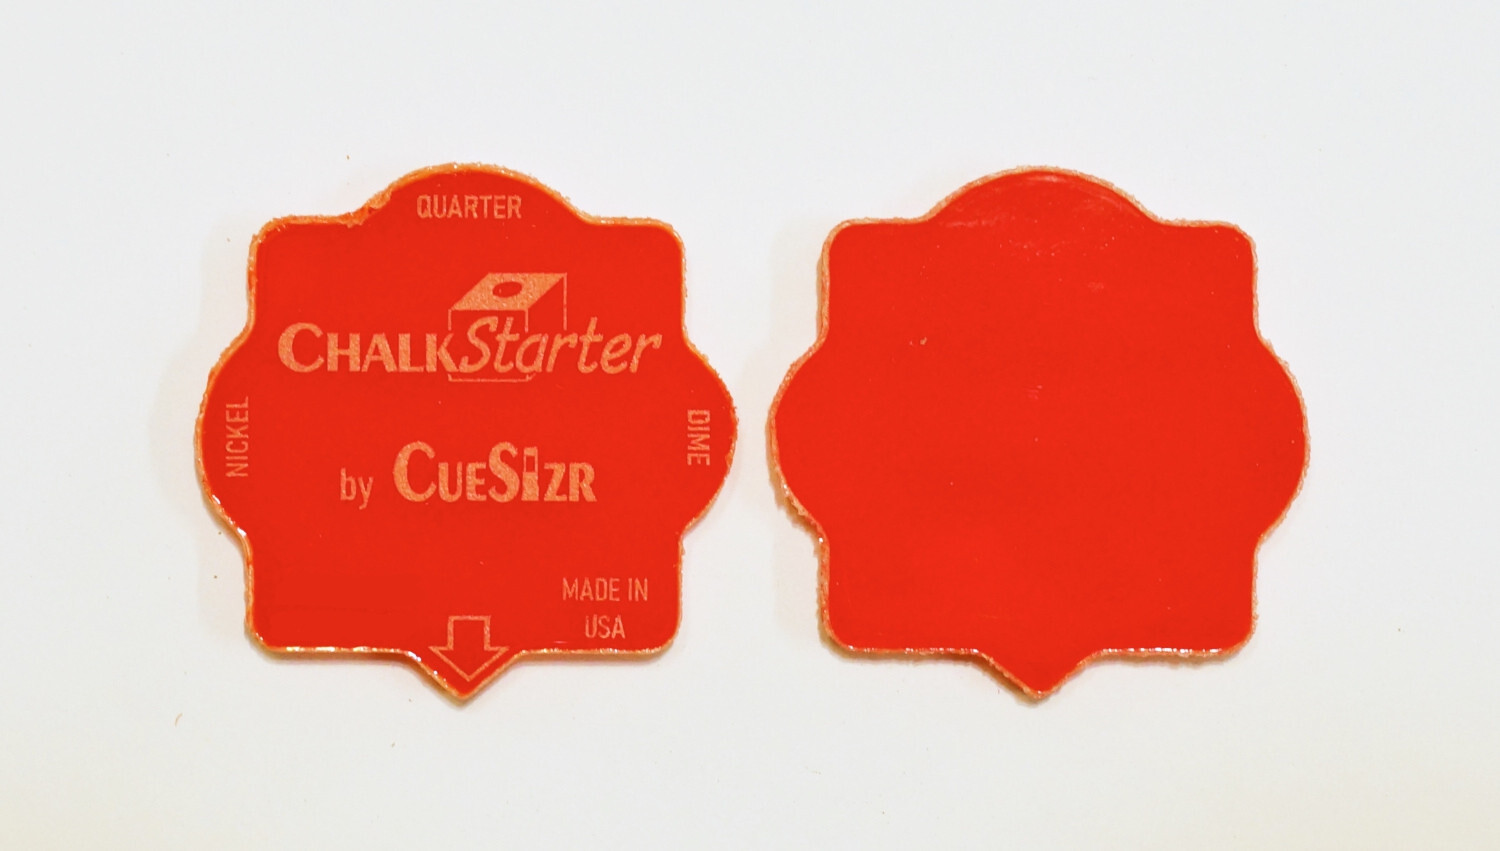 QUARTER
CHALKStarter
NICKEL
DIME
by CUESIZR
MADE IN
USA